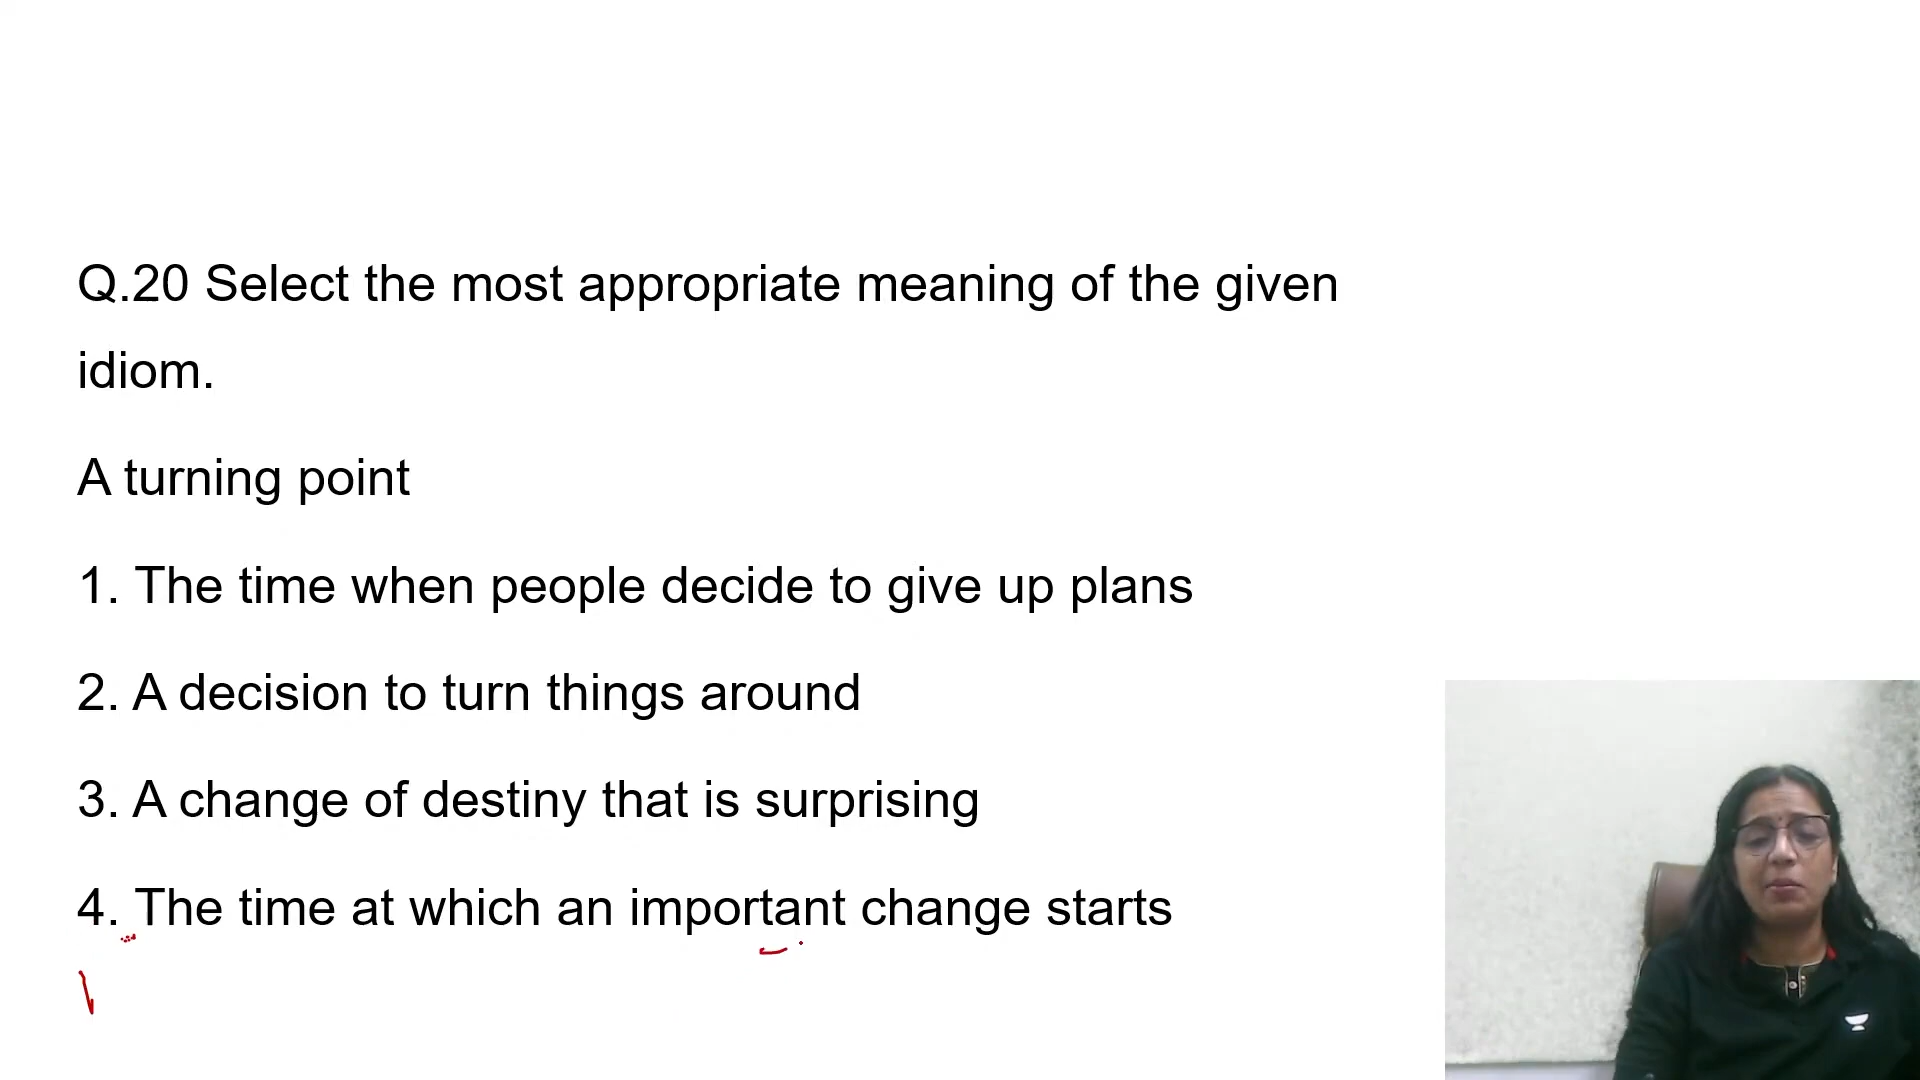 Q.20 Select the most appropriate meaning of the given
idiom.
A turning point
1. The time when people decide to give up plans
2. A decision to turn things around
3. A change of destiny that is surprising
4. The time at which an important change starts